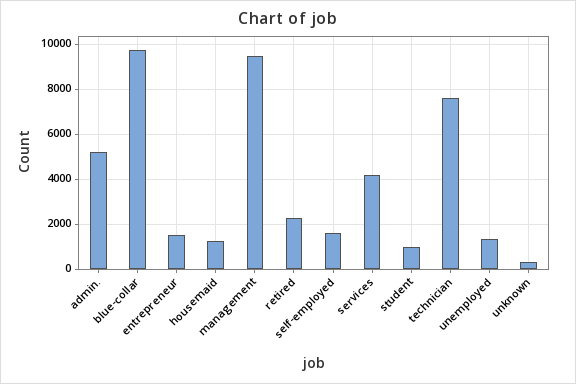 Chart of job
10000
8000
6000
4000
2000
0
Count
admin.
blue-collar
entrepreneur
housemaid
management
retired
self-employed
services
student
technician
unemployed
unknown
job